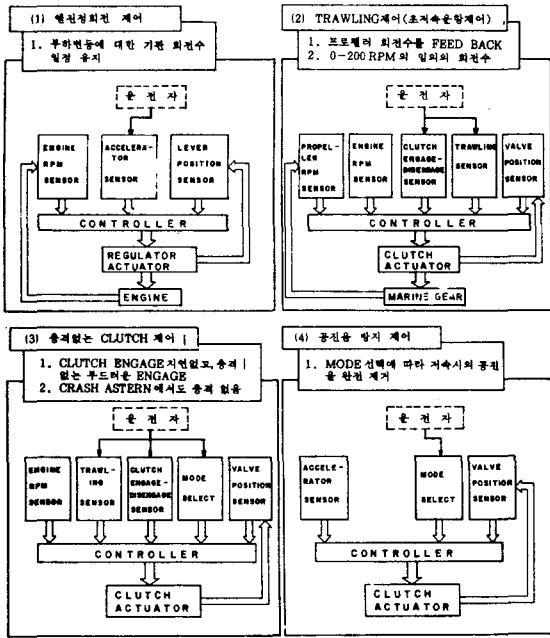 (1) 엔진정회전 제어
1. 부하변동에 대한 기관 회전수
일정 유지
운 전 자
ENGINE
RPM
SENSOR
ACCELERA-
TOR
SENSOR
LEVER
POSITION
SENSOR
CONTROLLER
REGULATOR
ACTUATOR
ENGINE
(2) TRAWLING제어(초저속운항제어)
1. 프로펠러 회전수를 FEED BACK
2. 0-200 RPM의 임의의 회전수
운 전 자
PROPEL-
LER
RPM
SENSOR
ENGINE
RPM
SENSOR
CLUTCH
ENGAGE-
DISENGAGE
SENSOR
TRAWLING
SENSOR
VALVE
POSITION
SENSOR
CONTROLLER
CLUTCH
ACTUATOR
MARINE GEAR
(3) 충격없는 CLUTCH 제어
1. CLUTCH ENGAGE 지연없고, 충격
없는 부드러운 ENGAGE
2. CRASH ASTERN에서도 충격 없음
운 전 자
ENGINE
RPM
SENSOR
TRAWL-
ING
SENSOR
CLUTCH
ENGAGE-
DISENGAGE
SENSOR
MODE
SELECT
VALVE
POSITION
SENSOR
CONTROLLER
CLUTCH
ACTUATOR
(4) 공진음 방지 제어
1. MODE 선택에 따라 저속시의 공진
음 완전 제거
운 전 자
ACCELE-
RATOR
SENSOR
MODE
SELECT
VALVE
POSITION
SENSOR
CONTROLLER
CLUTCH
ACTUATOR